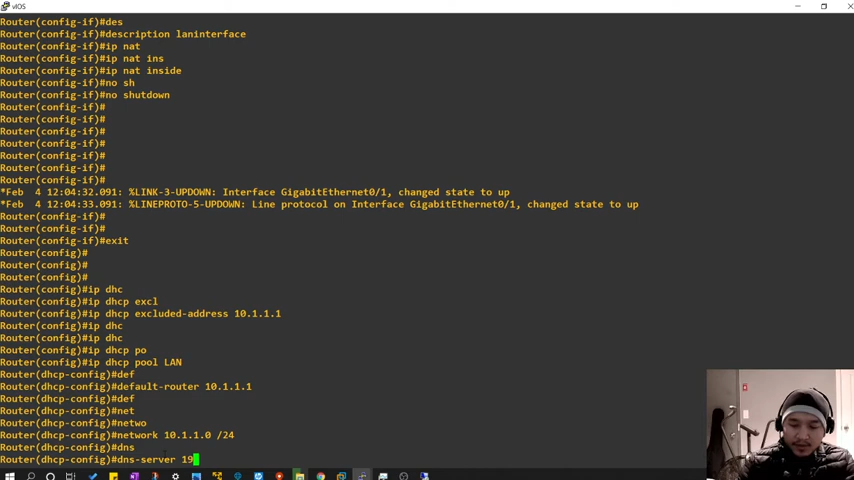 vIOS
Router(config-if)#des
Router(config-if)#description laninterface
Router(config-if)#ip nat
Router(config-if)#ip nat ins
Router(config-if)#ip nat inside
Router(config-if)#no sh
Router(config-if)#no shutdown
Router(config-if)#
Router(config-if)#
Router(config-if)#
Router(config-if)#
Router(config-if)#
Router(config-if)#
Router(config-if)#
*Feb  4 12:04:32.091: %LINK-3-UPDOWN: Interface GigabitEthernet0/1, changed state to up
*Feb  4 12:04:33.091: %LINEPROTO-5-UPDOWN: Line protocol on Interface GigabitEthernet0/1, changed state to up
Router(config-if)#
Router(config-if)#
Router(config-if)#exit
Router(config)#
Router(config)#
Router(config)#
Router(config)#ip dhc
Router(config)#ip dhcp excl
Router(config)#ip dhcp excluded-address 10.1.1.1
Router(config)#ip dhc
Router(config)#ip dhc
Router(config)#ip dhcp po
Router(config)#ip dhcp pool LAN
Router(dhcp-config)#def
Router(dhcp-config)#default-router 10.1.1.1
Router(dhcp-config)#def
Router(dhcp-config)#net
Router(dhcp-config)#netwo
Router(dhcp-config)#network 10.1.1.0 /24
Router(dhcp-config)#dns
Router(dhcp-config)#dns-server 19